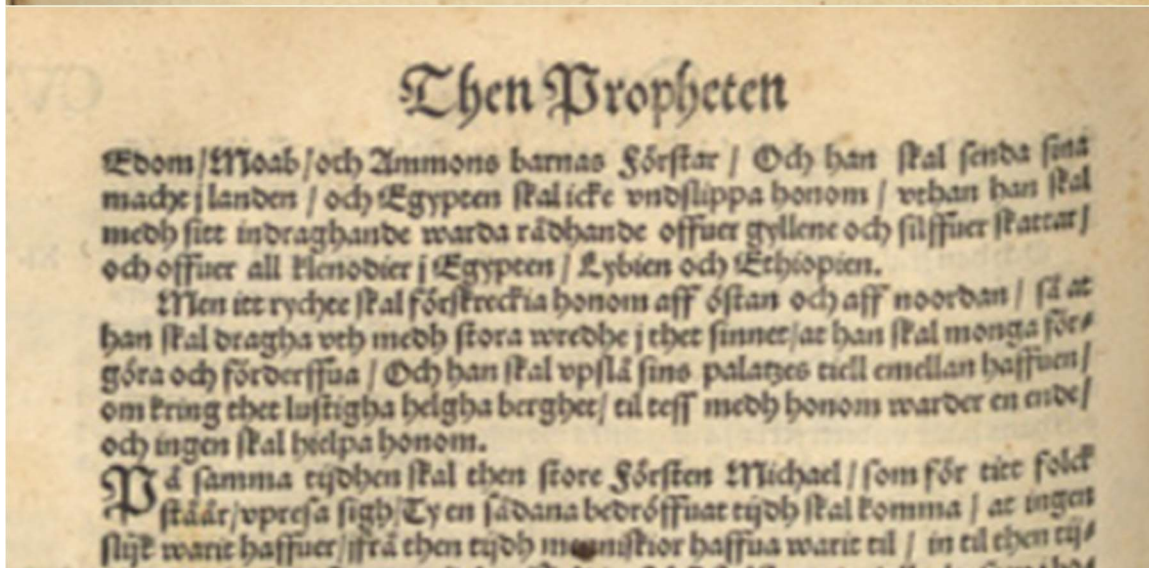 Then Propheten
Edom/Moab/och Ammons barnas Förstar / Och han skal senda sina
macht j landen / och Egypten skal icke vndslippa honom / vthan han skal
medh sitt indraghande warda rådhande offuer gyllene och silffuer skattar/
och offuer all klenodier j Egypten / Lybien och Ethiopien.
Men itt rychte skal förskreckia honom aff östan och aff noordan / så at
han skal dragha vth medh stora wredhe j thet sinnet/at han skal monga för⸗
göra och förderffua / Och han skal vpslå sins palatzes tiell emellan haffuen/
om kring thet lustigha helgha berghet/ til teff medh honom warder en ende/
och ingen skal hielpa honom.
På samma tijdhen skal then store Försten Michael / som för titt folck
ståår/vpresa sigh/Ty en sådana bedröffuat tijdh skal komma / at ingen
slijk warit haffuer/jfrå then tijdh menniskior haffua warit til / in til then tij⸗